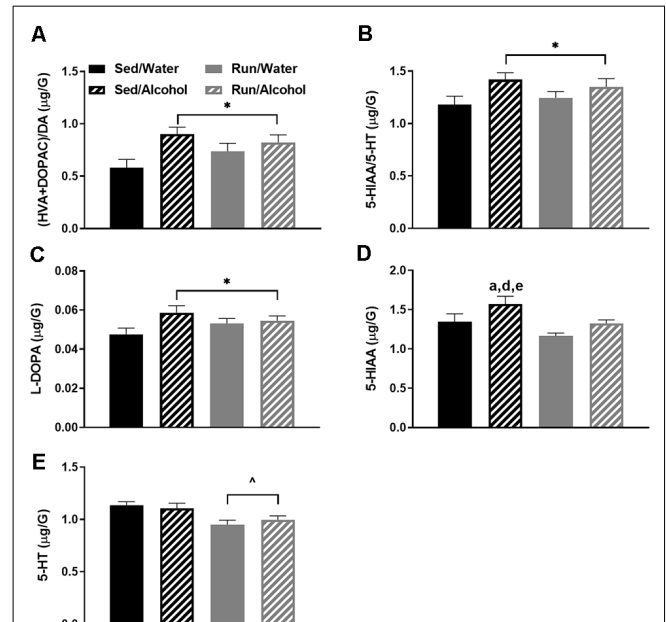 A
(HVA+DOPAC)/DA (µg/G)
1.5
1.0
0.5
0.0
Sed/Water
Run/Water
Sed/Alcohol
Run/Alcohol
*
B
5-HIAA/5-HT (µg/G)
1.5
1.0
0.5
0.0
*
C
L-DOPA (µg/G)
0.08
0.06
0.04
0.02
0.00
*
D
5-HIAA (µg/G)
2.0
1.5
1.0
0.5
0.0
a,d,e
E
5-HT (µg/G)
1.5
1.0
0.5
^